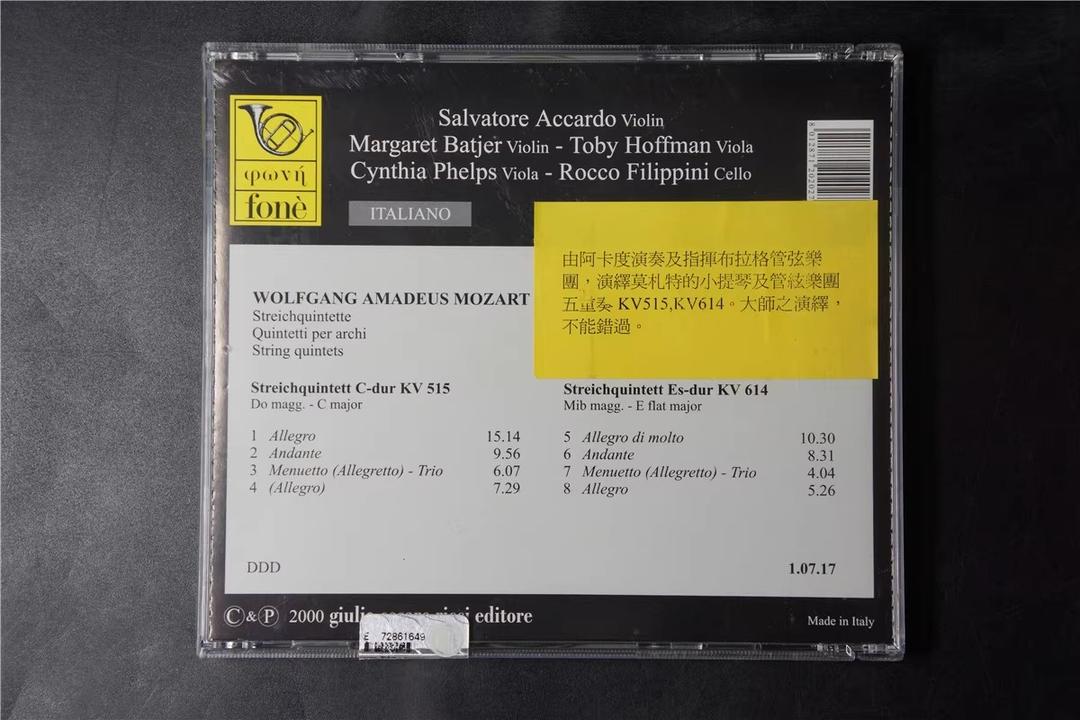 Salvatore Accardo Violin
Margaret Batjer Violin - Toby Hoffman Viola
Cynthia Phelps Viola - Rocco Filippini Cello
φωνή
fonè
ITALIANO
8 012871 20202
由阿卡度演奏及指揮布拉格管弦樂
團，演繹莫札特的小提琴及管絃樂團
五重奏 KV515,KV614。大師之演繹，
不能錯過。
WOLFGANG AMADEUS MOZART
Streichquintette
Quintetti per archi
String quintets
Streichquintett C-dur KV 515
Do magg. - C major
1 Allegro 15.14
2 Andante 9.56
3 Menuetto (Allegretto) - Trio 6.07
4 (Allegro) 7.29
Streichquintett Es-dur KV 614
Mib magg. - E flat major
5 Allegro di molto 10.30
6 Andante 8.31
7 Menuetto (Allegretto) - Trio 4.04
8 Allegro 5.26
DDD
1.07.17
©&℗ 2000 editore
E 72861649
Made in Italy